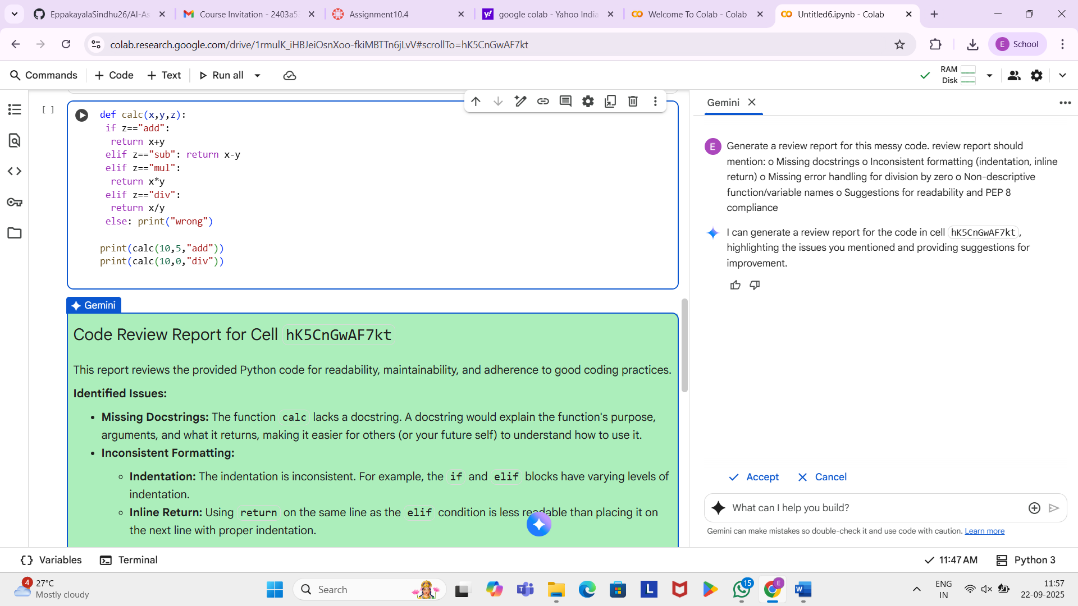 EppakayalaSindhu26/AI-As
Course Invitation - 2403a5
Assignment10.4
google colab - Yahoo India
Welcome To Colab - Colab
Untitled6.ipynb - Colab
colab.research.google.com/drive/1rmulK_iHBJeiOsnXoo-fkiMBTTn6jLvV#scrollTo=hK5CnGwAF7kt
E School
Commands
+ Code
+ Text
Run all
RAM
Disk
[ ]
def calc(x,y,z):
if z=="add":
return x+y
elif z=="sub": return x-y
elif z=="mul":
return x*y
elif z=="div":
return x/y
else: print("wrong")
print(calc(10,5,"add"))
print(calc(10,0,"div"))
Gemini
Code Review Report for Cell hK5CnGwAF7kt
This report reviews the provided Python code for readability, maintainability, and adherence to good coding practices.
Identified Issues:
• Missing Docstrings: The function calc lacks a docstring. A docstring would explain the function's purpose,
arguments, and what it returns, making it easier for others (or your future self) to understand how to use it.
• Inconsistent Formatting:
Indentation: The indentation is inconsistent. For example, the if and elif blocks have varying levels of
indentation.
Inline Return: Using return on the same line as the elif condition is less readable than placing it on
the next line with proper indentation.
Gemini
E
Generate a review report for this messy code. review report should
mention: o Missing docstrings o Inconsistent formatting (indentation, inline
return) o Missing error handling for division by zero o Non-descriptive
function/variable names o Suggestions for readability and PEP 8
compliance
I can generate a review report for the code in cell hK5CnGwAF7kt,
highlighting the issues you mentioned and providing suggestions for
improvement.
Accept
Cancel
What can I help you build?
Gemini can make mistakes so double-check it and use code with caution. Learn more
Variables
Terminal
11:47 AM
Python 3
4
27°C
Mostly cloudy
Search
L
15
E
W
ENG
IN
11:57
22-09-2025